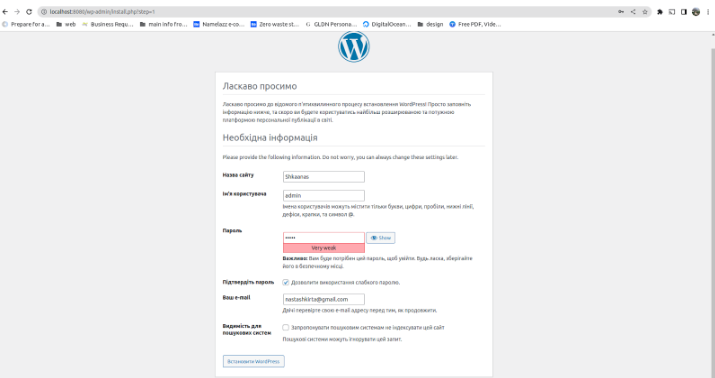 localhost:8080/wp-admin/install.php?step=1
Prepare for a... web Business Requ... main info fre... Namelazz e-co... Zero waste st... GLDN Persona... DigitalOcean... design Free PDF, Vide...
Ласкаво просимо
Ласкаво просимо до відомого п'ятихвилинного процесу встановлення WordPress! Просто заповніть
інформацію нижче, та скоро ви будете користуватись найбільш розширюваною та потужною
платформою персональної публікації в світі.
Необхідна інформація
Please provide the following information. Do not worry, you can always change these settings later.
Назва сайту Shkaanas
Ім'я користувача admin
Імена користувачів можуть містити тільки букви, цифри, пробіли, нижні лінії,
дефіси, крапки, та символ @.
Пароль
••••• Show
Very weak
Важливо: Вам буде потрібен цей пароль, щоб увійти. Будь ласка, збережіть
його в безпечному місці.
Підтвердіть пароль Дозволити використання слабкого паролю.
Ваш e-mail nastashkirta@gmail.com
Двічі перевірте свою e-mail адресу перед тим, як продовжити.
Видимість для
пошукових систем Запропонувати пошуковим системам не індексувати цей сайт
Пошукові системи можуть ігнорувати цей запит.
Встановити WordPress